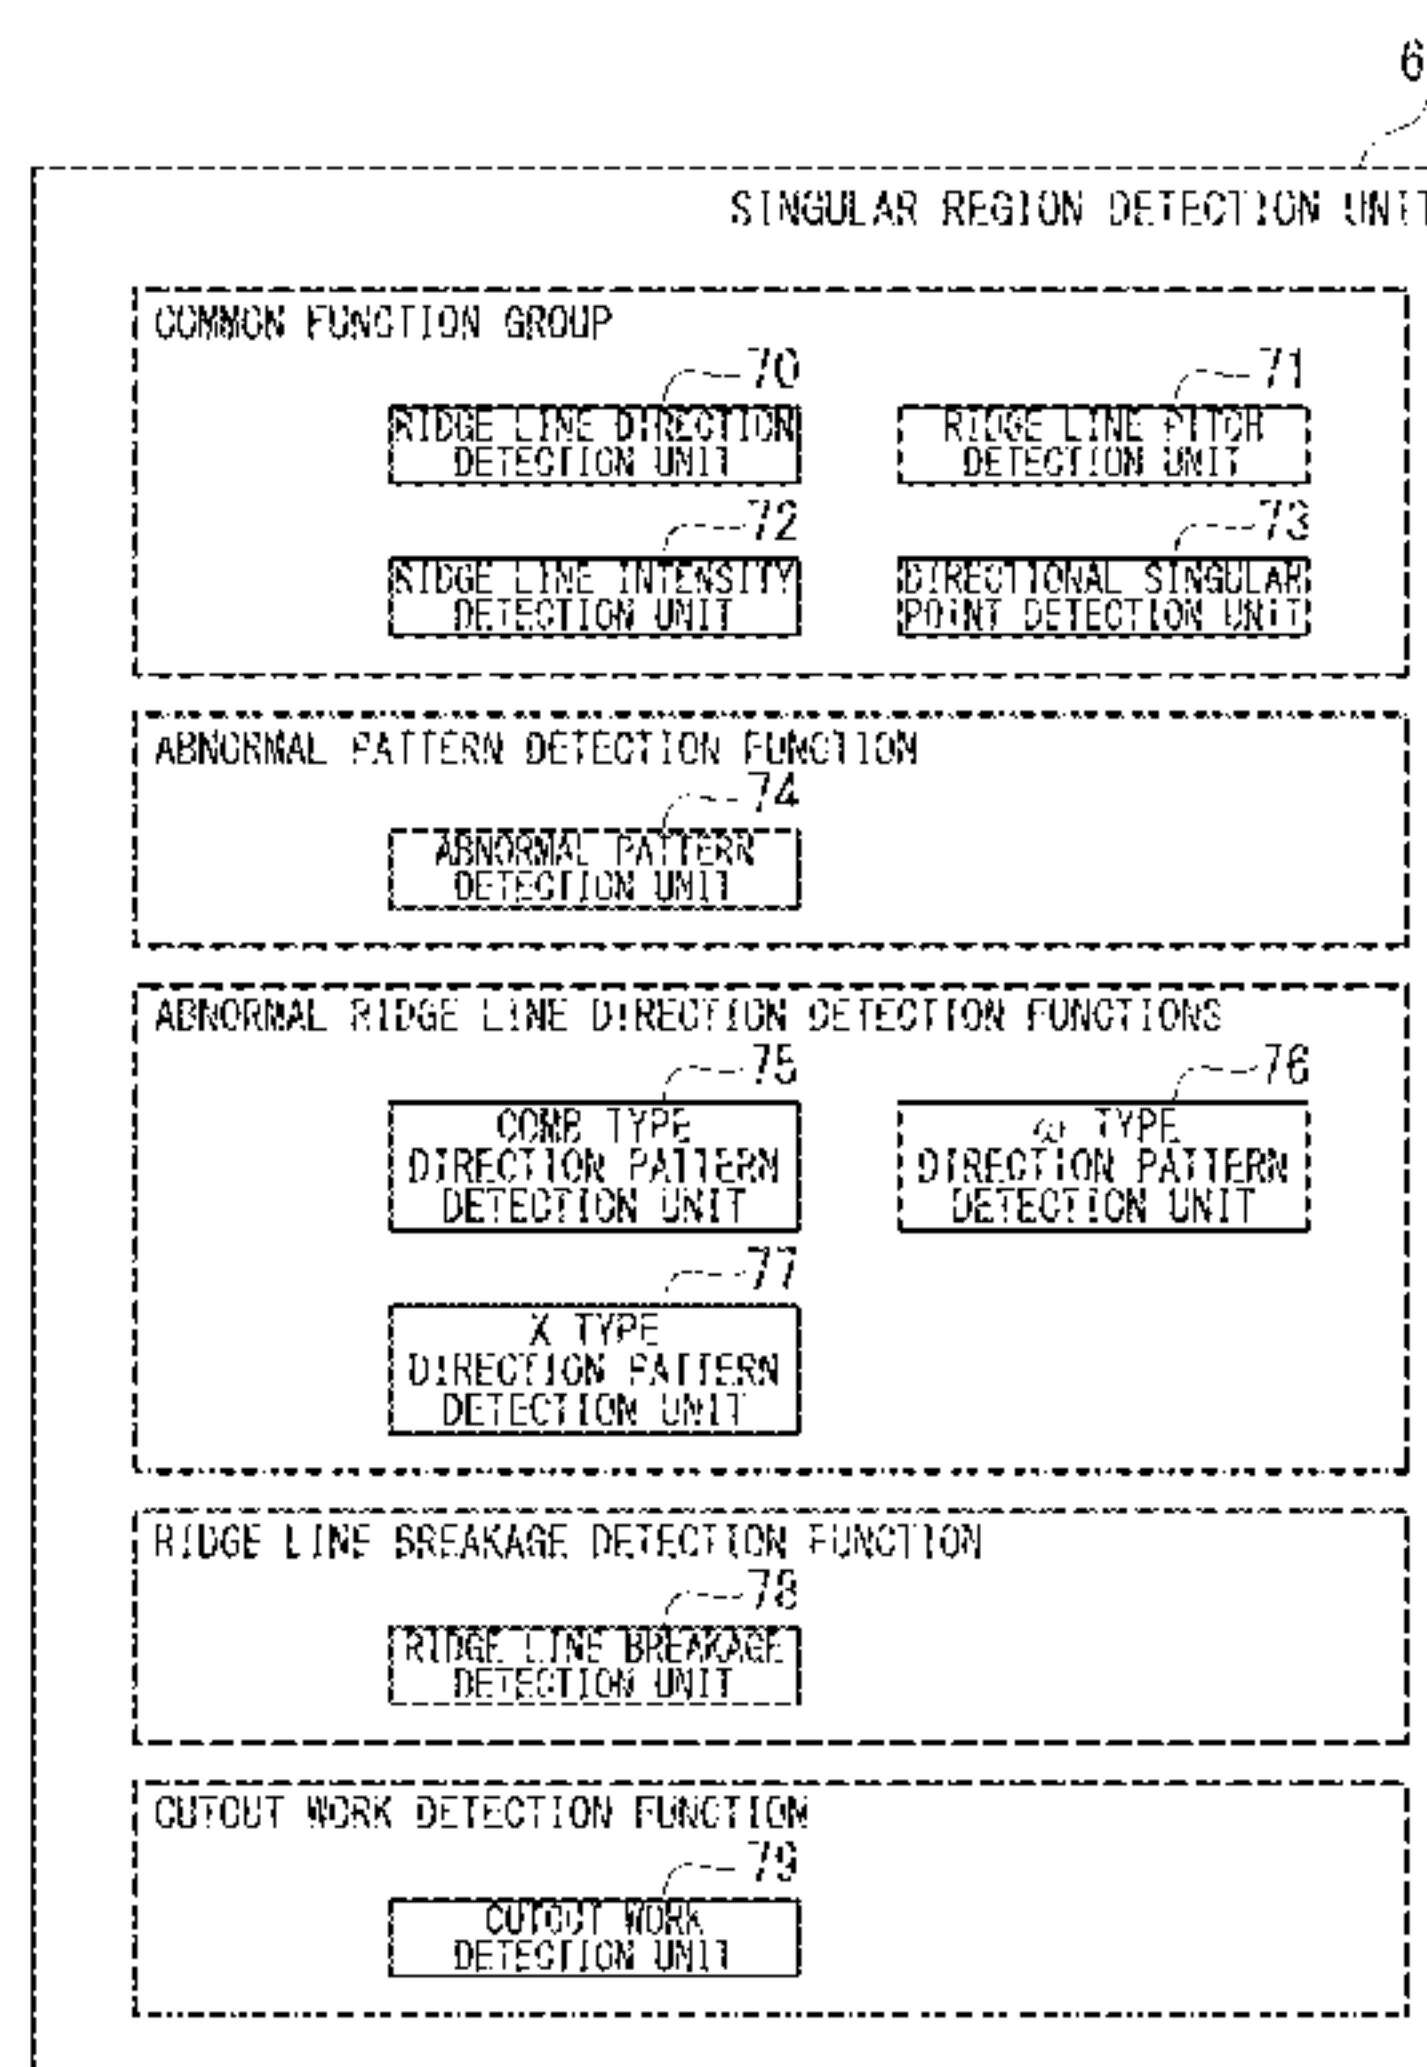 6
SINGULAR REGION DETECTION UNIT
COMMON FUNCTION GROUP
70
71
RIDGE LINE DIRECTION
DETECTION UNIT
RIDGE LINE PITCH
DETECTION UNIT
72
73
RIDGE LINE INTENSITY
DETECTION UNIT
DIRECTIONAL SINGULAR
POINT DETECTION UNIT
ABNORMAL PATTERN DETECTION FUNCTION
74
ABNORMAL PATTERN
DETECTION UNIT
ABNORMAL RIDGE LINE DIRECTION DETECTION FUNCTIONS
75
76
COMB TYPE
DIRECTION PATTERN
DETECTION UNIT
ω TYPE
DIRECTION PATTERN
DETECTION UNIT
77
X TYPE
DIRECTION PATTERN
DETECTION UNIT
RIDGE LINE BREAKAGE DETECTION FUNCTION
78
RIDGE LINE BREAKAGE
DETECTION UNIT
CUTOUT WORK DETECTION FUNCTION
79
CUTOUT WORK
DETECTION UNIT